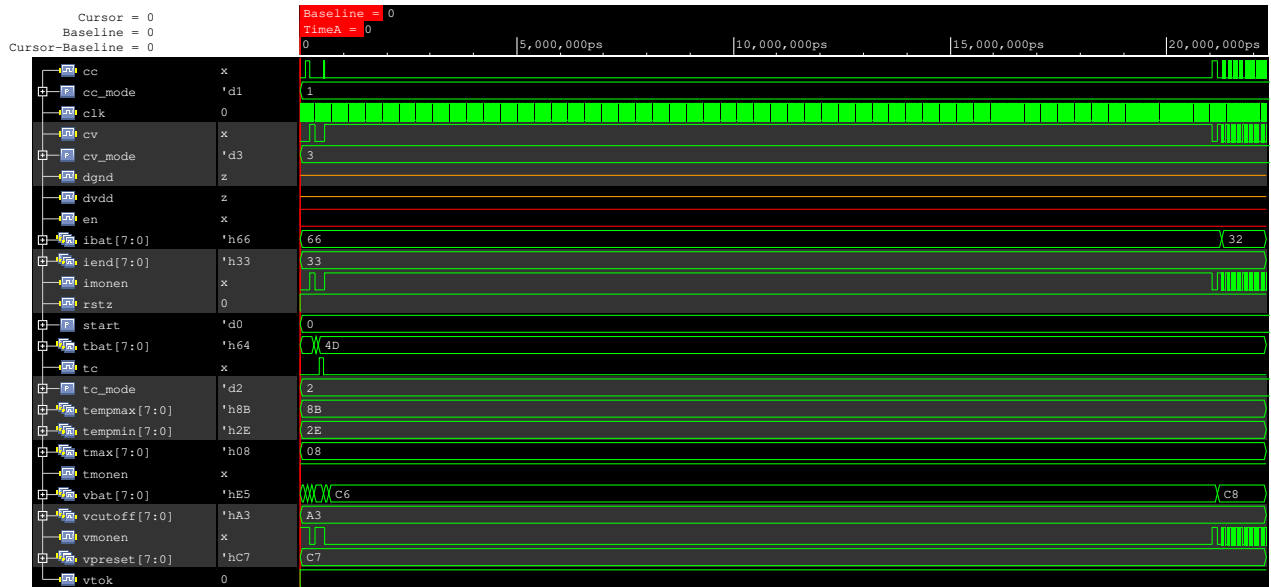 Cursor = 0
Baseline = 0
Cursor-Baseline = 0
Baseline = 0
TimeA = 0
0 5,000,000ps 10,000,000ps 15,000,000ps 20,000,000ps
cc x
cc_mode 'd1 1
clk 0
cv x
cv_mode 'd3 3
dgnd z
dvdd z
en x
ibat[7:0] 'h66 66 32
iend[7:0] 'h33 33
imonen x
rstz 0
start 'd0 0
tbat[7:0] 'h64 4D
tc x
tc_mode 'd2 2
tempmax[7:0] 'h8B 8B
tempmin[7:0] 'h2E 2E
tmax[7:0] 'h08 08
tmonen x
vbat[7:0] 'hE5 C6 C8
vcutoff[7:0] 'hA3 A3
vmonen x
vpreset[7:0] 'hC7 C7
vtok 0